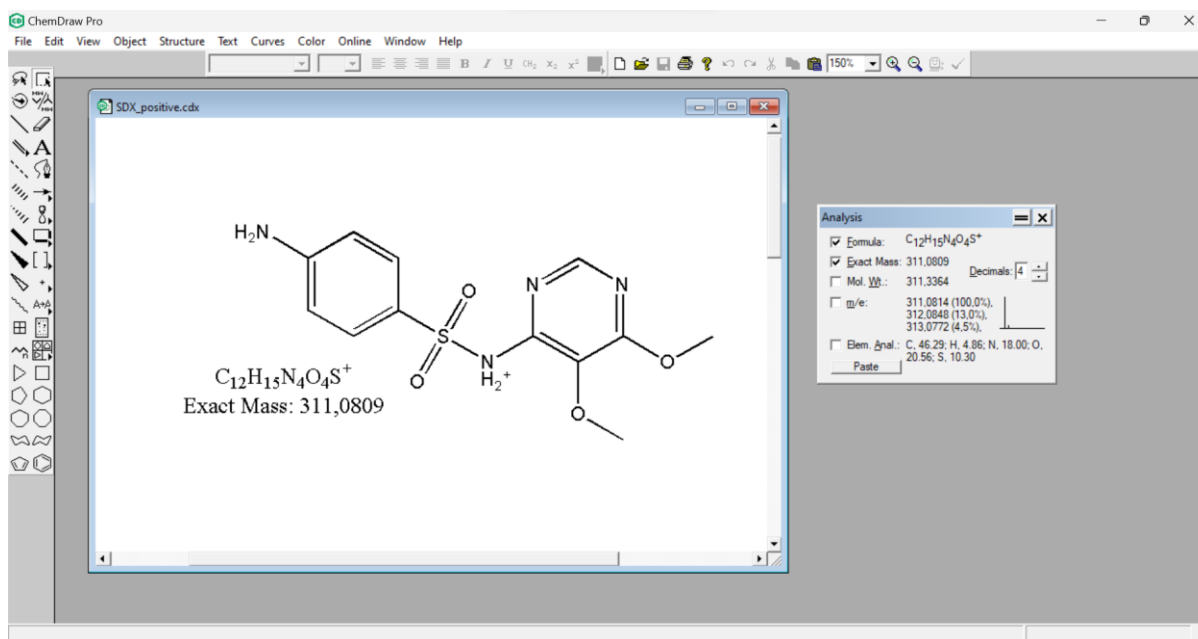 ChemDraw Pro
File Edit View Object Structure Text Curves Color Online Window Help
B I U CH₂ X₂ X² 150%
SDX_positive.cdx
H₂N
N N
O
S
N
H₂⁺
O
O
O
C₁₂H₁₅N₄O₄S⁺
Exact Mass: 311,0809
Analysis
Formula: C₁₂H₁₅N₄O₄S⁺
Exact Mass: 311,0809
Decimals: 4
Mol. Wt.: 311,3364
m/e: 311,0814 (100,0%),
312,0848 (13,0%),
313,0772 (4,5%),
Elem. Anal.: C, 46.29; H, 4.86; N, 18.00; O,
20.56; S, 10.30
Paste